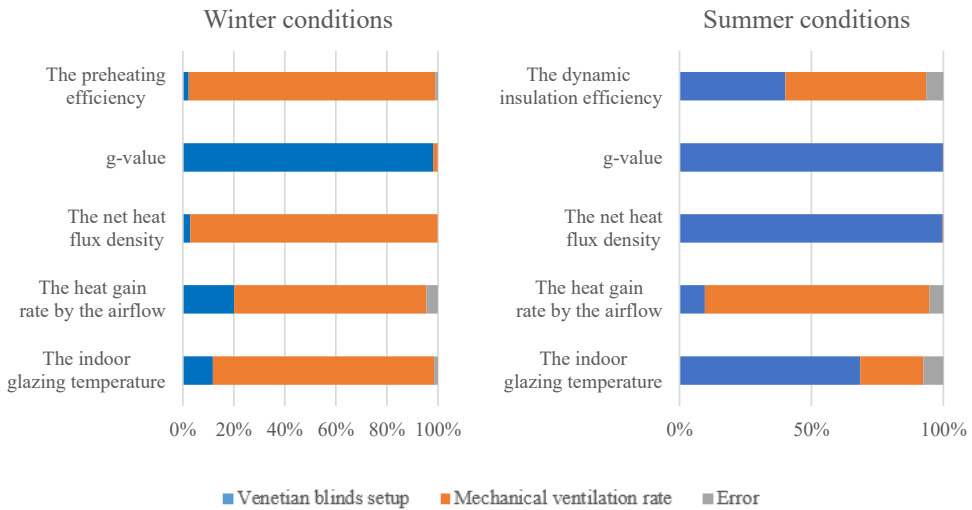 Winter conditions
The preheating
efficiency
g-value
The net heat
flux density
The heat gain
rate by the airflow
The indoor
glazing temperature
0% 20% 40% 60% 80% 100%
Summer conditions
The dynamic
insulation efficiency
g-value
The net heat
flux density
The heat gain
rate by the airflow
The indoor
glazing temperature
0% 50% 100%
Venetian blinds setup Mechanical ventilation rate Error